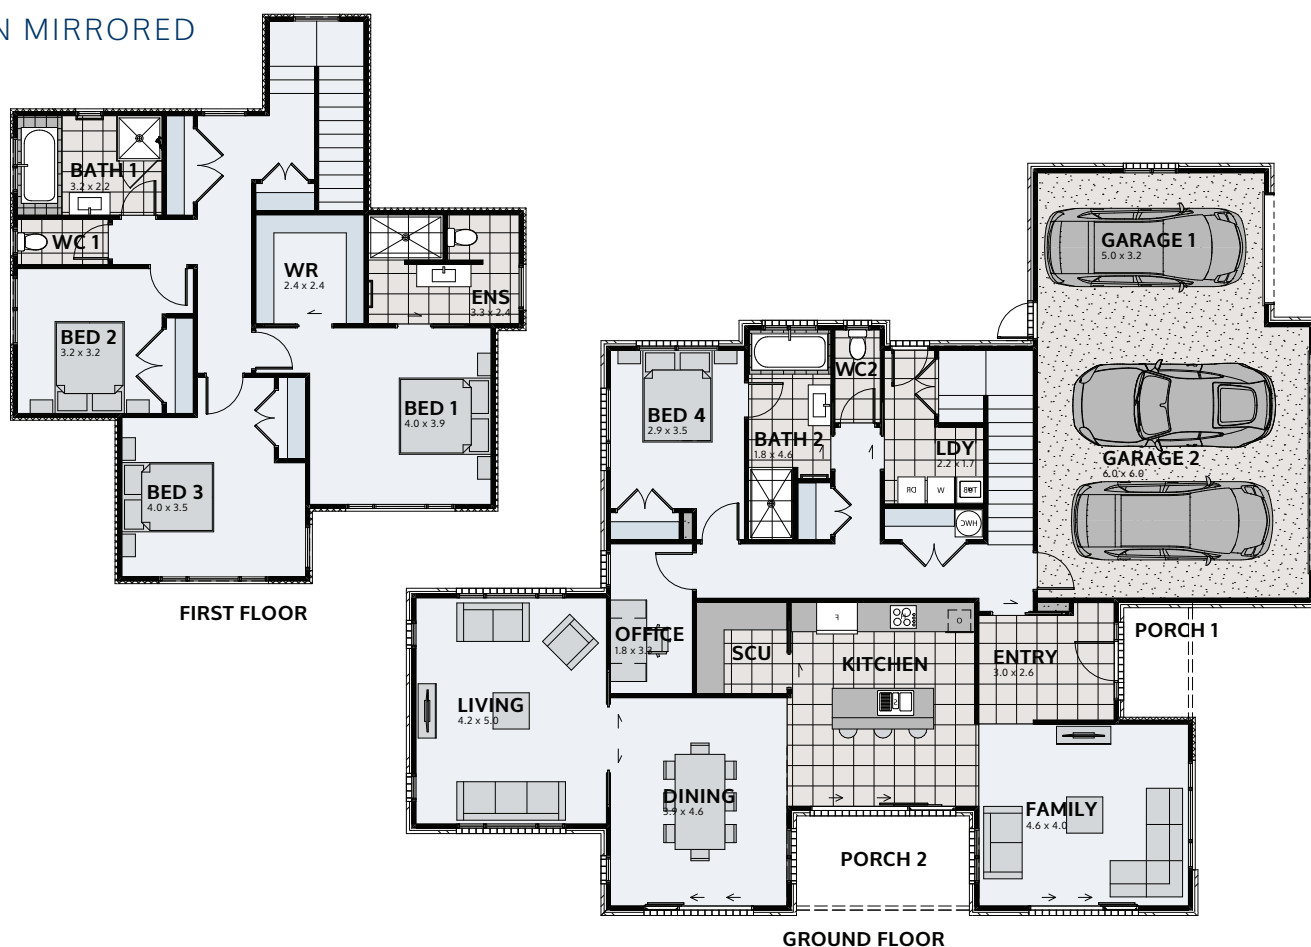 N MIRRORED
BATH 1
3.2 x 2.2
WC 1
WR
2.4 x 2.4
ENS
3.3 x 2.4
BED 2
3.2 x 3.2
BED 1
4.0 x 3.9
BED 3
4.0 x 3.5
FIRST FLOOR
GARAGE 1
5.0 x 3.2
WC2
BED 4
2.9 x 3.5
BATH 2
1.8 x 4.6
LDY
2.2 x 1.7
GARAGE 2
6.0 x 6.0
DR
W
TUB
HWC
OFFICE
F
SCU
KITCHEN
ENTRY
3.0 x 2.6
PORCH 1
LIVING
4.2 x 5.0
DINING
3.9 x 4.6
FAMILY
4.6 x 4.0
PORCH 2
GROUND FLOOR